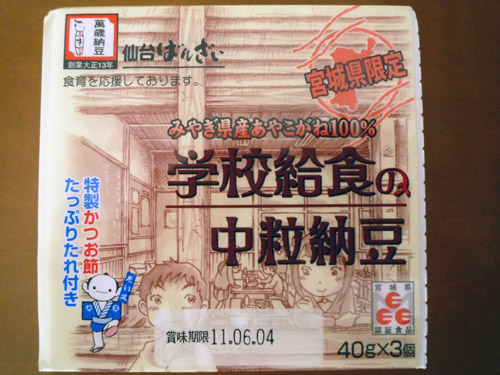 萬歳納豆
創業大正13年
仙台ばんざい
食育を応援しております。
宮城県限定
みやぎ県産あやこがね100%
学校給食の
中粒納豆
特製かつお節
たっぷりたれ付き
賞味期限 11.06.04
宮城県
認証食品
40g×3個